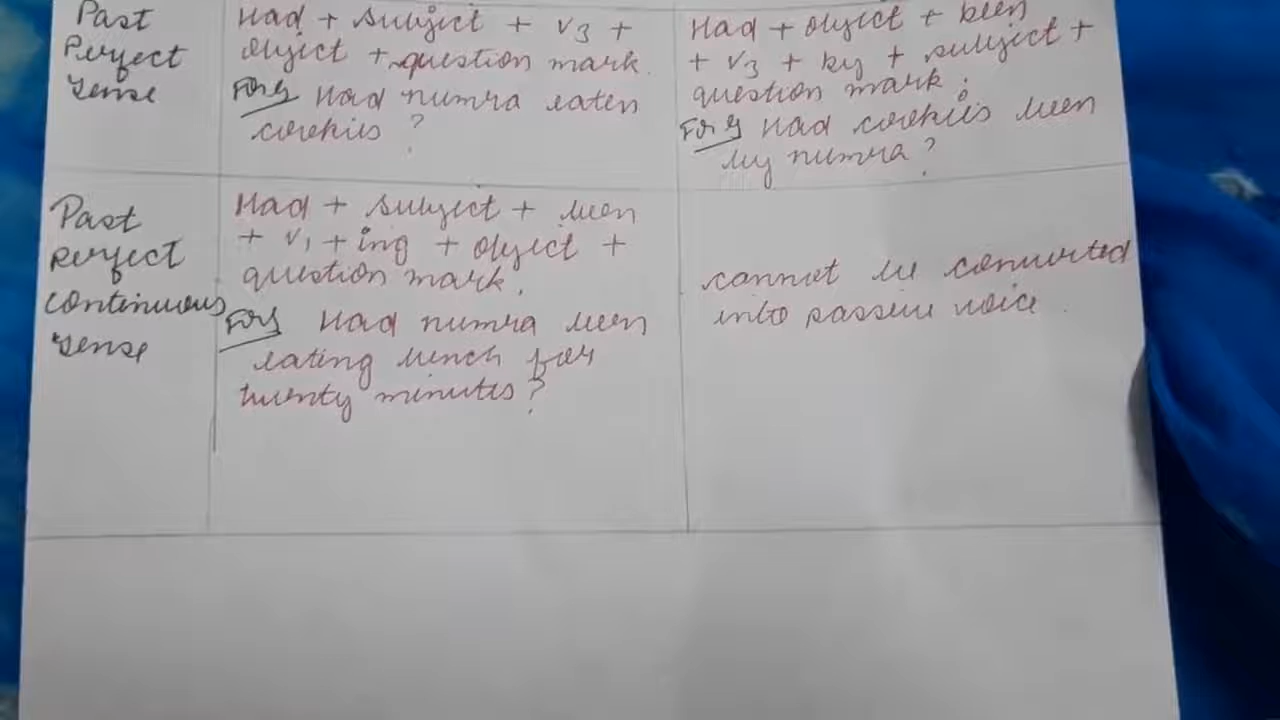 Past
Perfect
Tense
Had + subject + V3 +
object + question mark.
For eg Had numra eaten
cookies ?
Had + object + been
+ V3 + by + subject +
question mark ;
For eg Had cookies been
by numra ?
Past
Perfect
Continuous
Tense
Had + subject + been
+ V1 + ing + object +
question mark.
For eg Had numra been
eating lunch for
twenty minutes ?
cannot be converted
into passive voice .